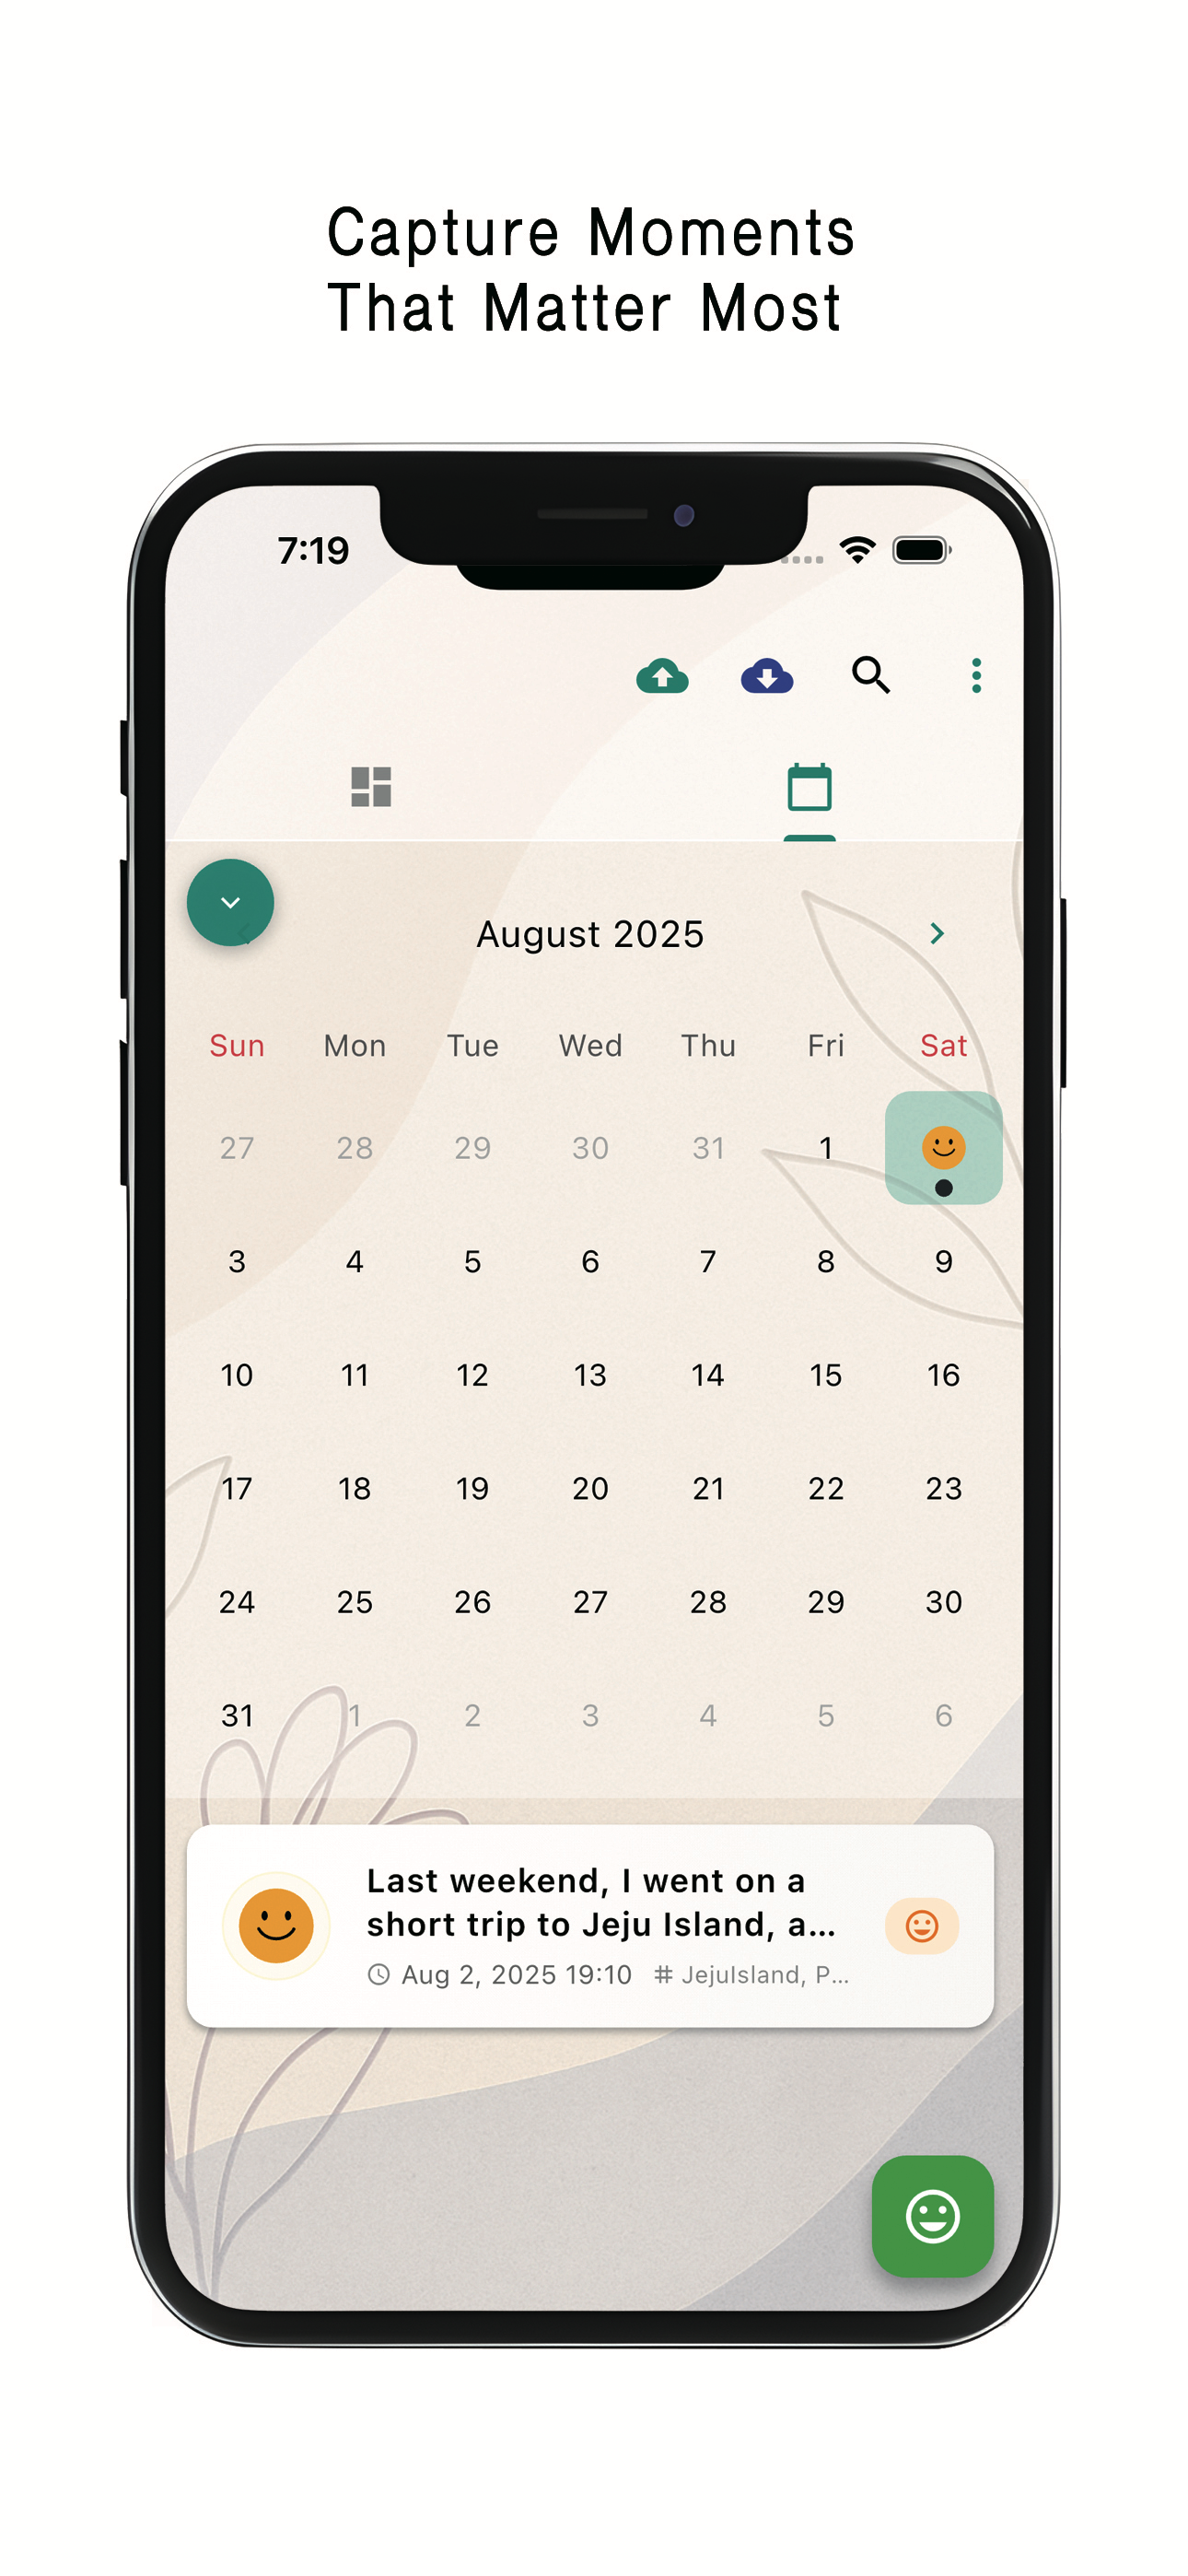 Capture Moments
That Matter Most
7:19
August 2025
Sun Mon Tue Wed Thu Fri Sat
27 28 29 30 31 1
3 4 5 6 7 8 9
10 11 12 13 14 15 16
17 18 19 20 21 22 23
24 25 26 27 28 29 30
31 1 2 3 4 5 6
Last weekend, I went on a
short trip to Jeju Island, a...
Aug 2, 2025 19:10 # JejuIsland, P...